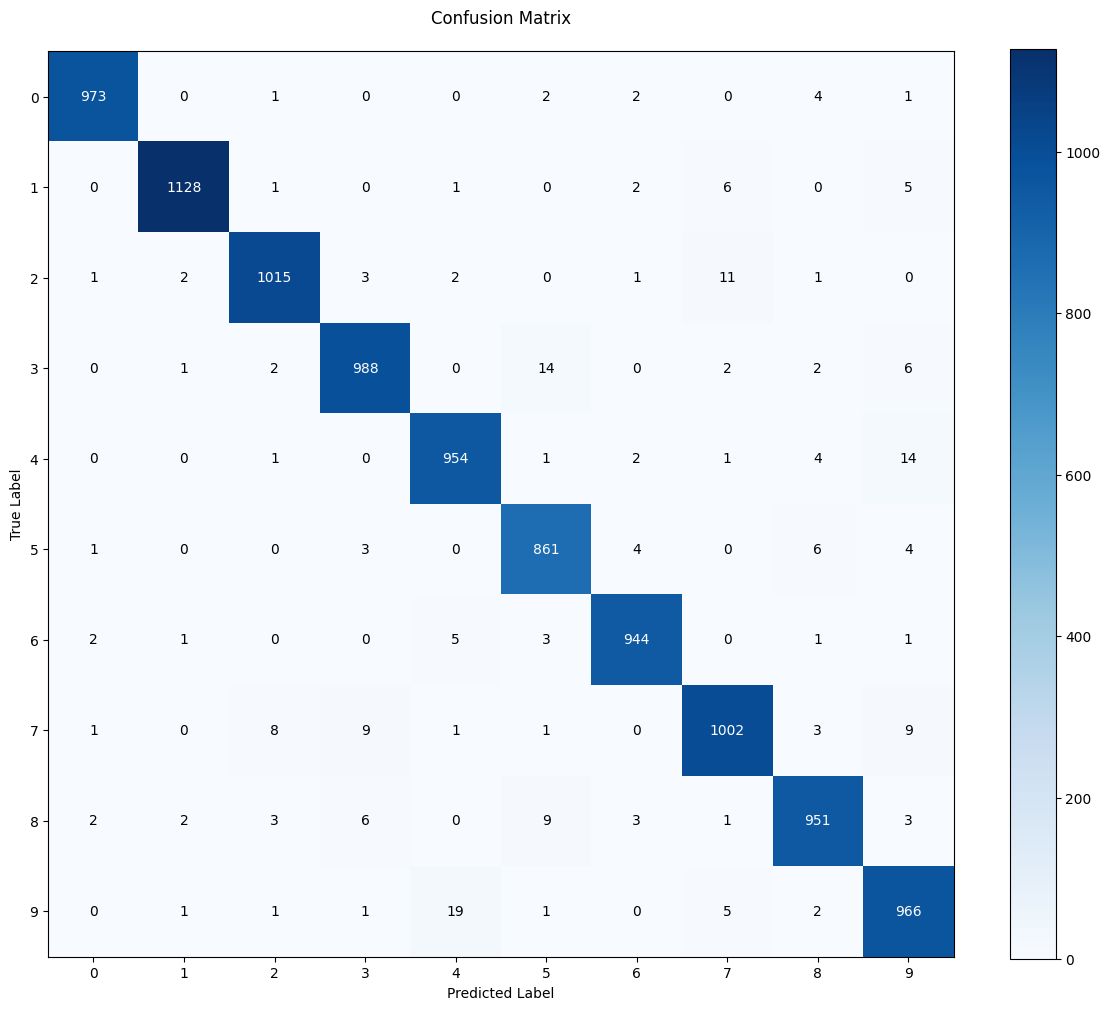 Confusion Matrix
0 973 0 1 0 0 2 2 0 4 1
1 0 1128 1 0 1 0 2 6 0 5
2 1 2 1015 3 2 0 1 11 1 0
3 0 1 2 988 0 14 0 2 2 6
4 0 0 1 0 954 1 2 1 4 14
5 1 0 0 3 0 861 4 0 6 4
6 2 1 0 0 5 3 944 0 1 1
7 1 0 8 9 1 1 0 1002 3 9
8 2 2 3 6 0 9 3 1 951 3
9 0 1 1 1 19 1 0 5 2 966
0 1 2 3 4 5 6 7 8 9
Predicted Label
True Label
1000
800
600
400
200
0